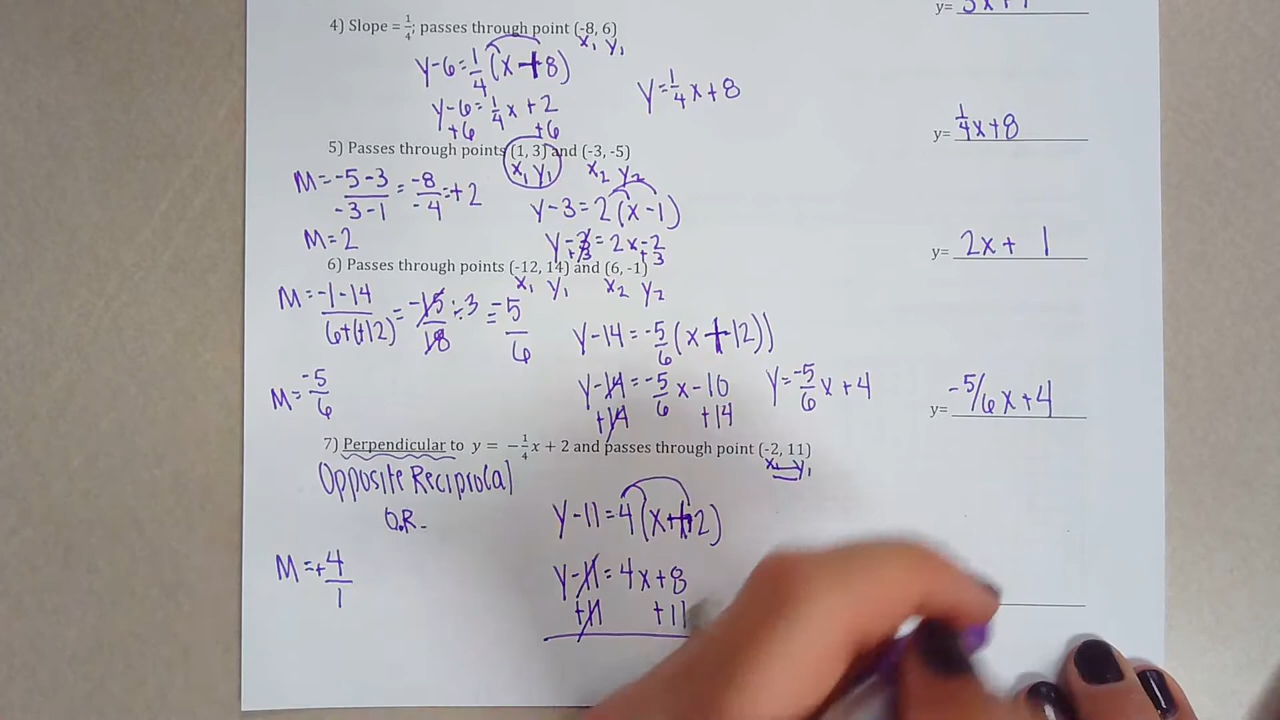 y=
4) Slope = 1/4; passes through point (-8, 6)
x₁ y₁
y-6=1/4(x+8)
y=1/4x+8
y-6=1/4x+2
+6 +6
y= 1/4x+8
5) Passes through points (1, 3) and (-3, -5)
x₁ y₁ x₂ y₂
M=-5-3/-3-1=-8/-4=+2
y-3=2(x-1)
M=2
y-3=2x-2
+3 +3
y= 2x+ 1
6) Passes through points (-12, 14) and (6, -1)
x₁ y₁ x₂ y₂
M=-1-14/6+(+12)=-15/18÷3=-5/6
y-14=-5/6(x+12))
M=-5/6
y-14=-5/6x-10
+14 +14
y=-5/6x+4
y= -5/6x+4
7) Perpendicular to y = −1/4x + 2 and passes through point (-2, 11)
x₁ y₁
Opposite Reciprocal
O.R.
y-11=4(x+2)
M=+4/1
y-11=4x+8
+11 +11